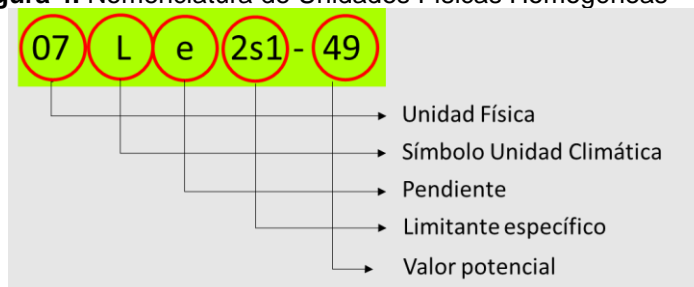 Nomenclatura de Unidades Físicas Homogéneas
07 L e 2s1 - 49
Unidad Física
Símbolo Unidad Climática
Pendiente
Limitante específico
Valor potencial